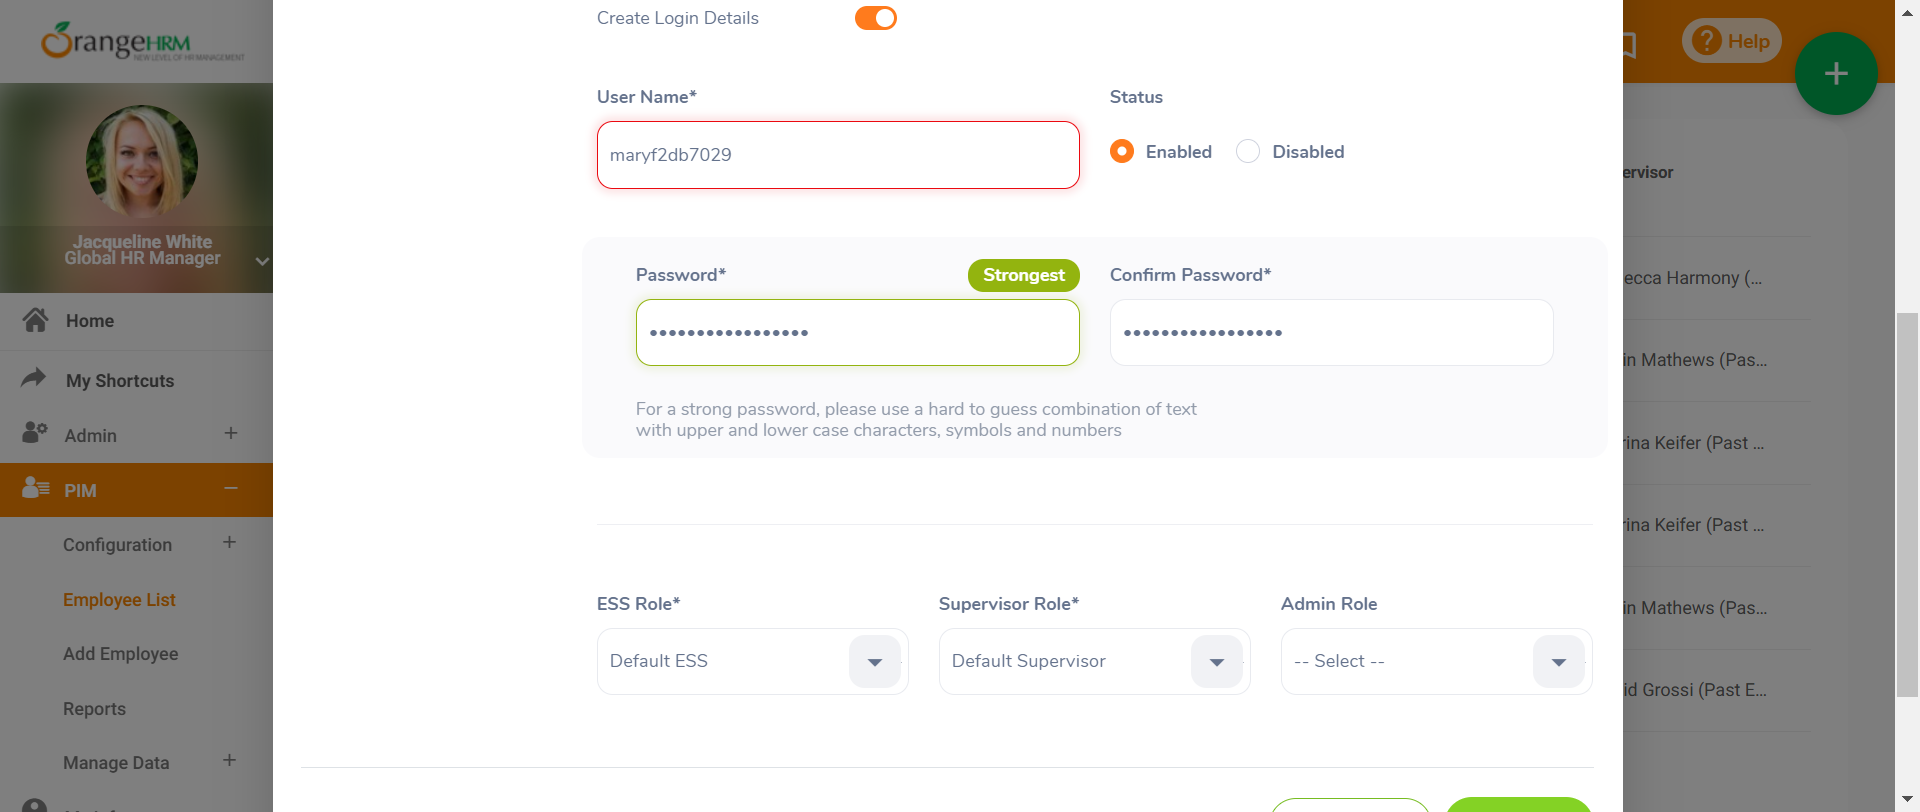 OrangeHRM
NEW LEVEL OF HR MANAGEMENT
Jacqueline White
Global HR Manager
Home
My Shortcuts
Admin
PIM
Configuration
Employee List
Add Employee
Reports
Manage Data
Create Login Details
User Name*
maryf2db7029
Status
Enabled
Disabled
Password*
Strongest
Confirm Password*
For a strong password, please use a hard to guess combination of text
with upper and lower case characters, symbols and numbers
ESS Role*
Supervisor Role*
Admin Role
Default ESS
Default Supervisor
-- Select --
Help
ervisor
ecca Harmony (...
in Mathews (Pas...
rina Keifer (Past ...
rina Keifer (Past ...
in Mathews (Pas...
id Grossi (Past E...